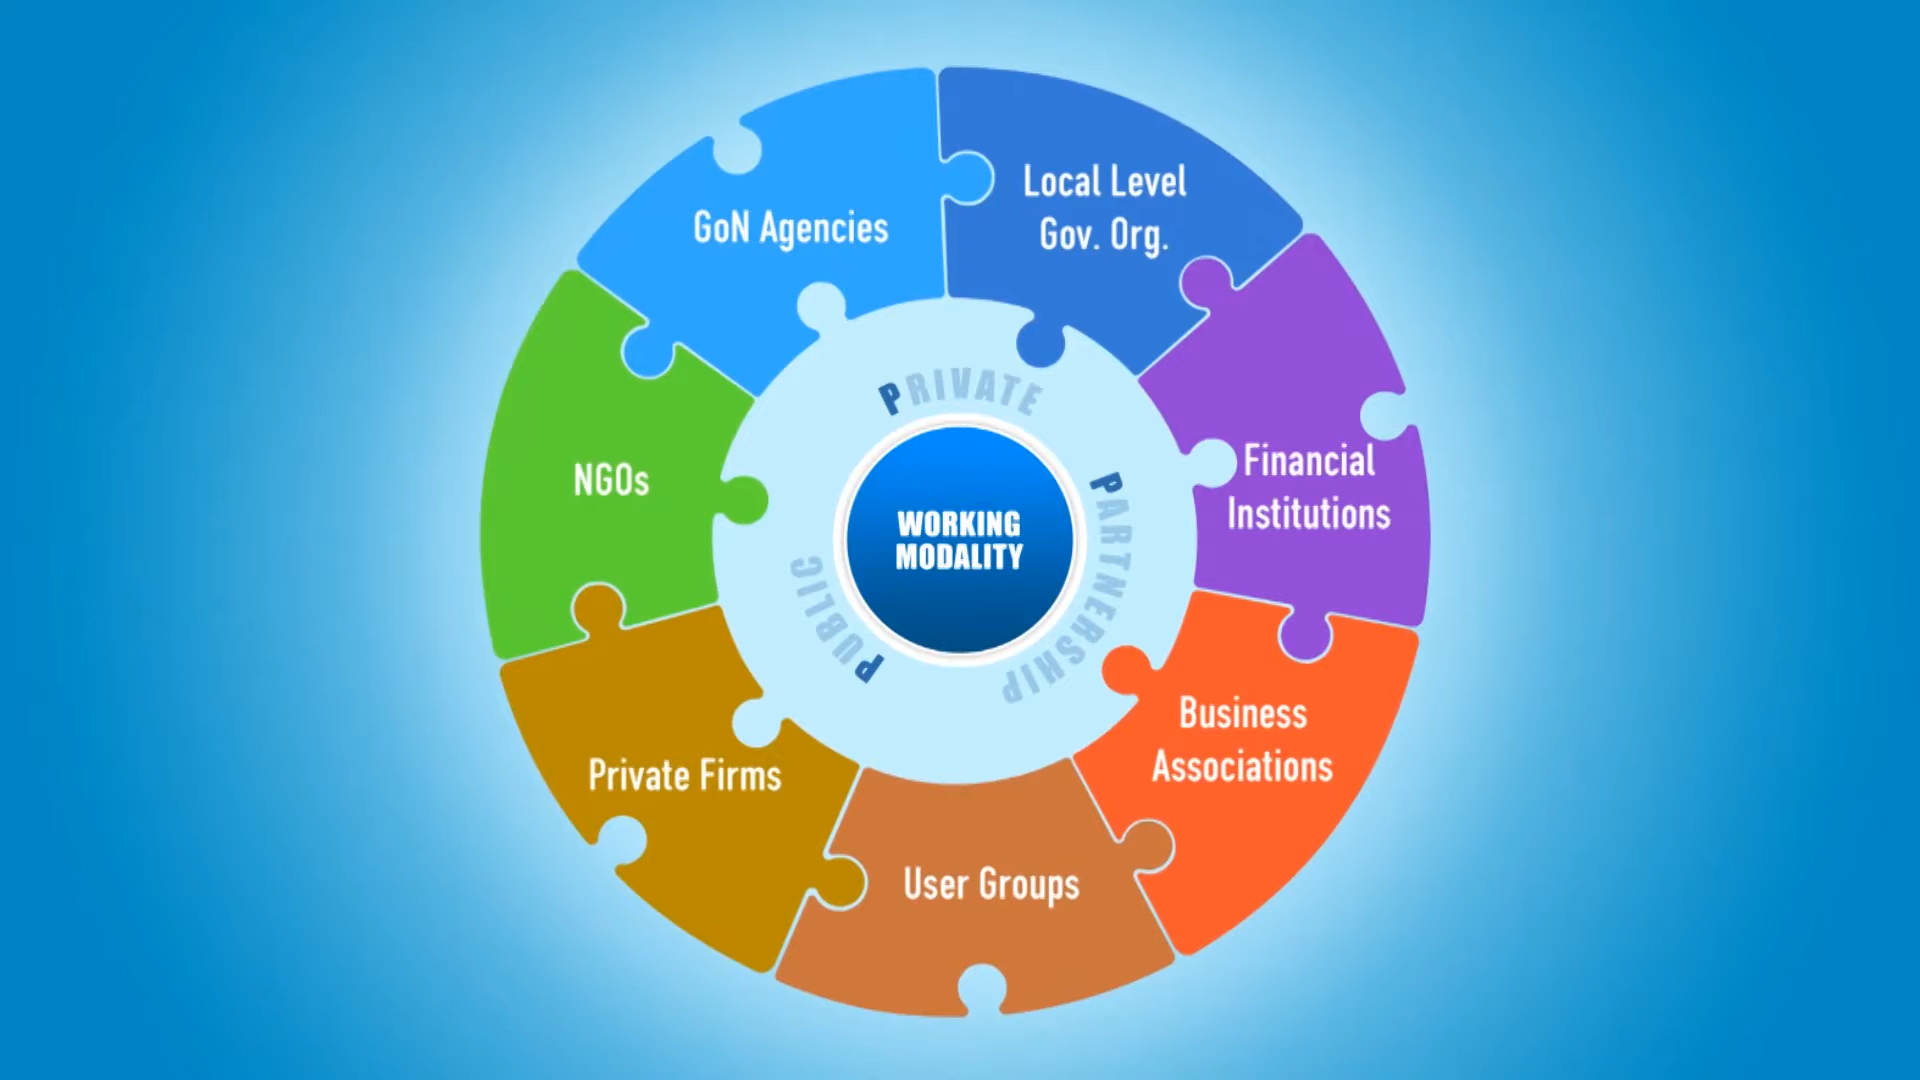 GoN Agencies
Local Level
Gov. Org.
Financial
Institutions
Business
Associations
User Groups
Private Firms
NGOs
PUBLIC
PRIVATE
PARTNERSHIP
WORKING
MODALITY